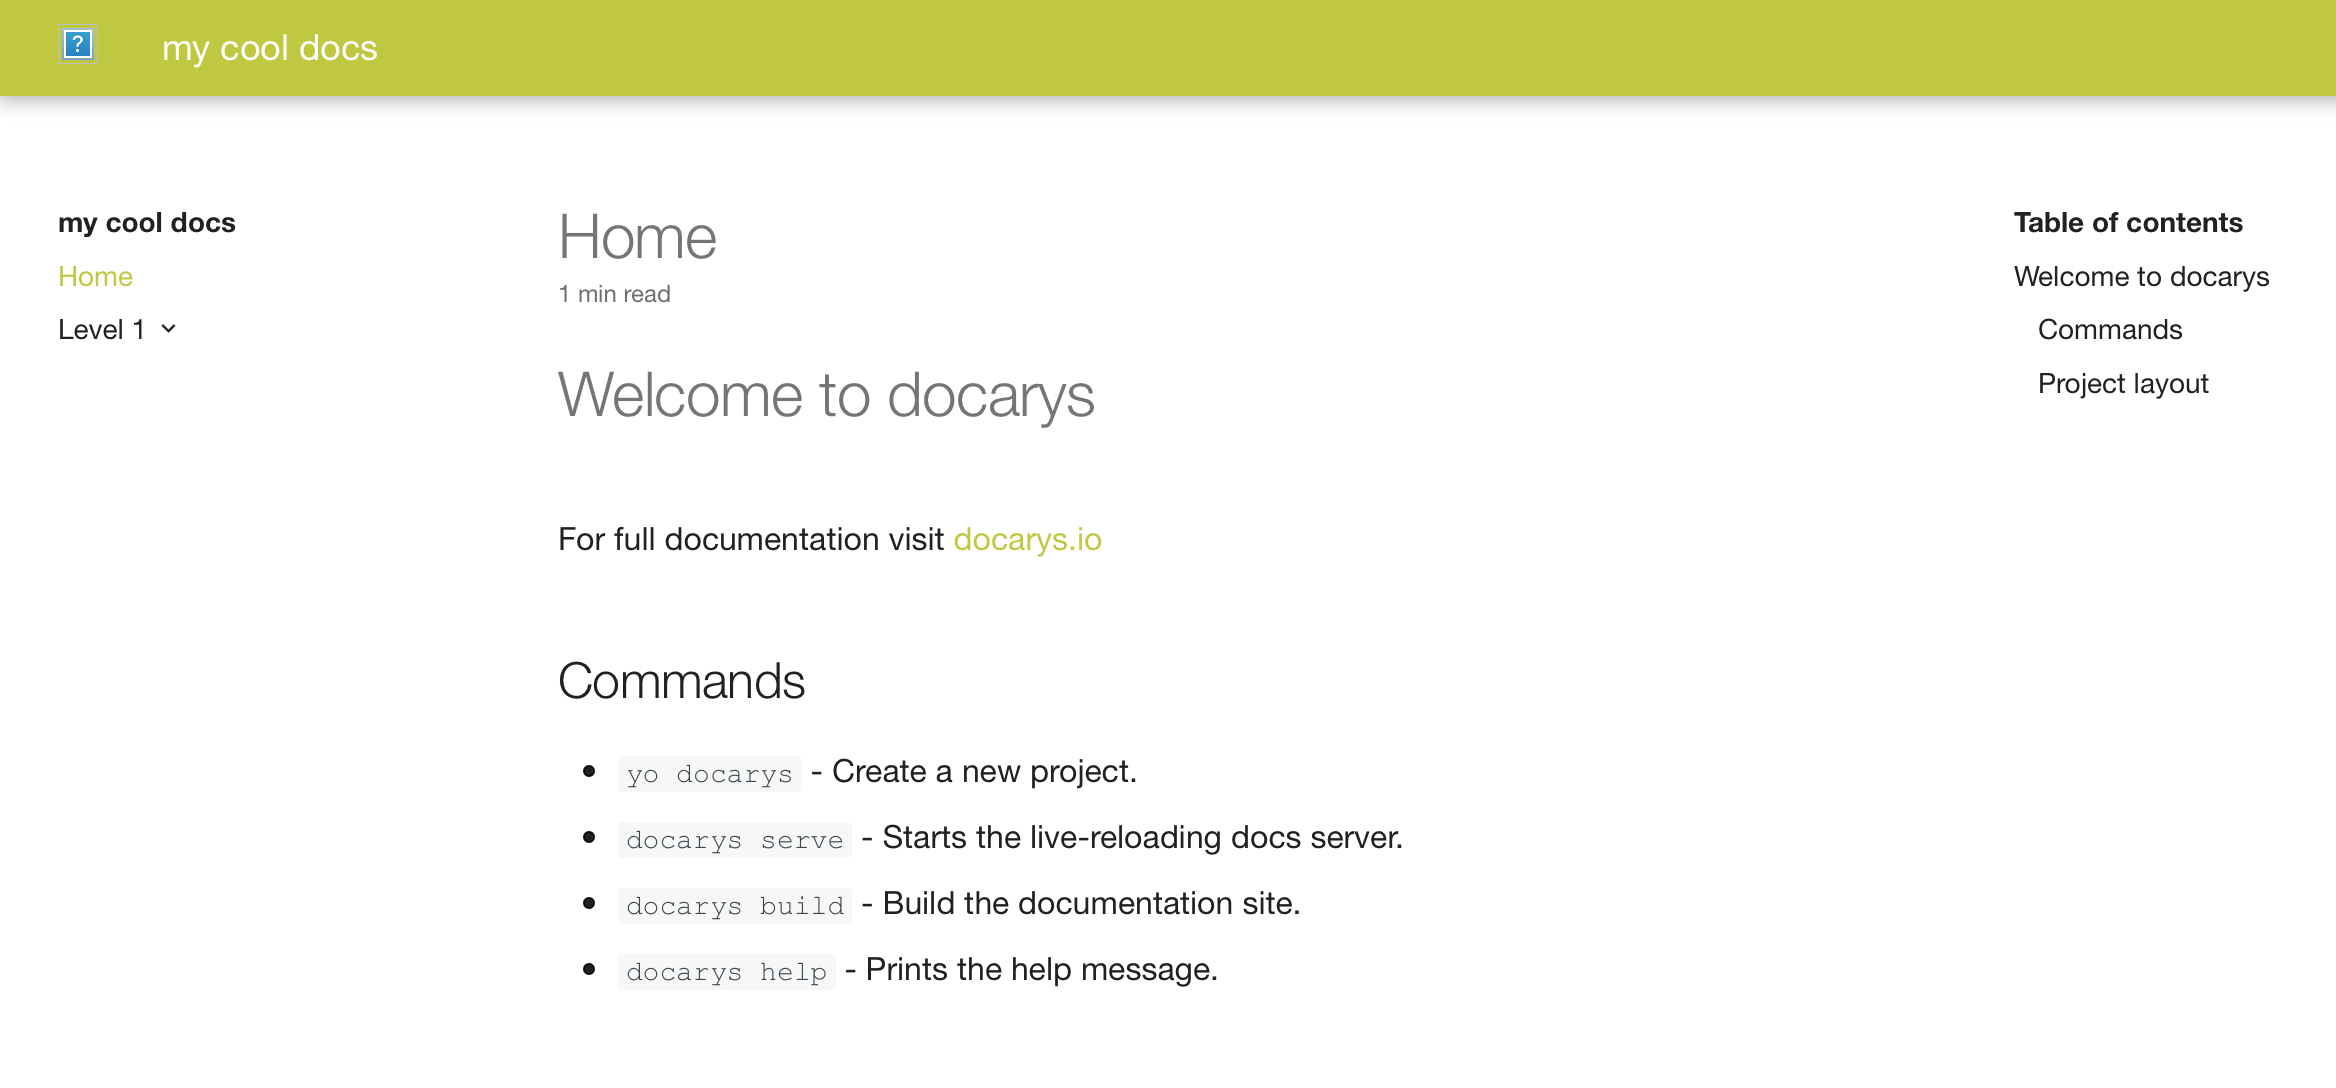 my cool docs
my cool docs
Home
Level 1
Home
1 min read
Welcome to docarys
For full documentation visit docarys.io
Commands
yo docarys - Create a new project.
docarys serve - Starts the live-reloading docs server.
docarys build - Build the documentation site.
docarys help - Prints the help message.
Table of contents
Welcome to docarys
Commands
Project layout